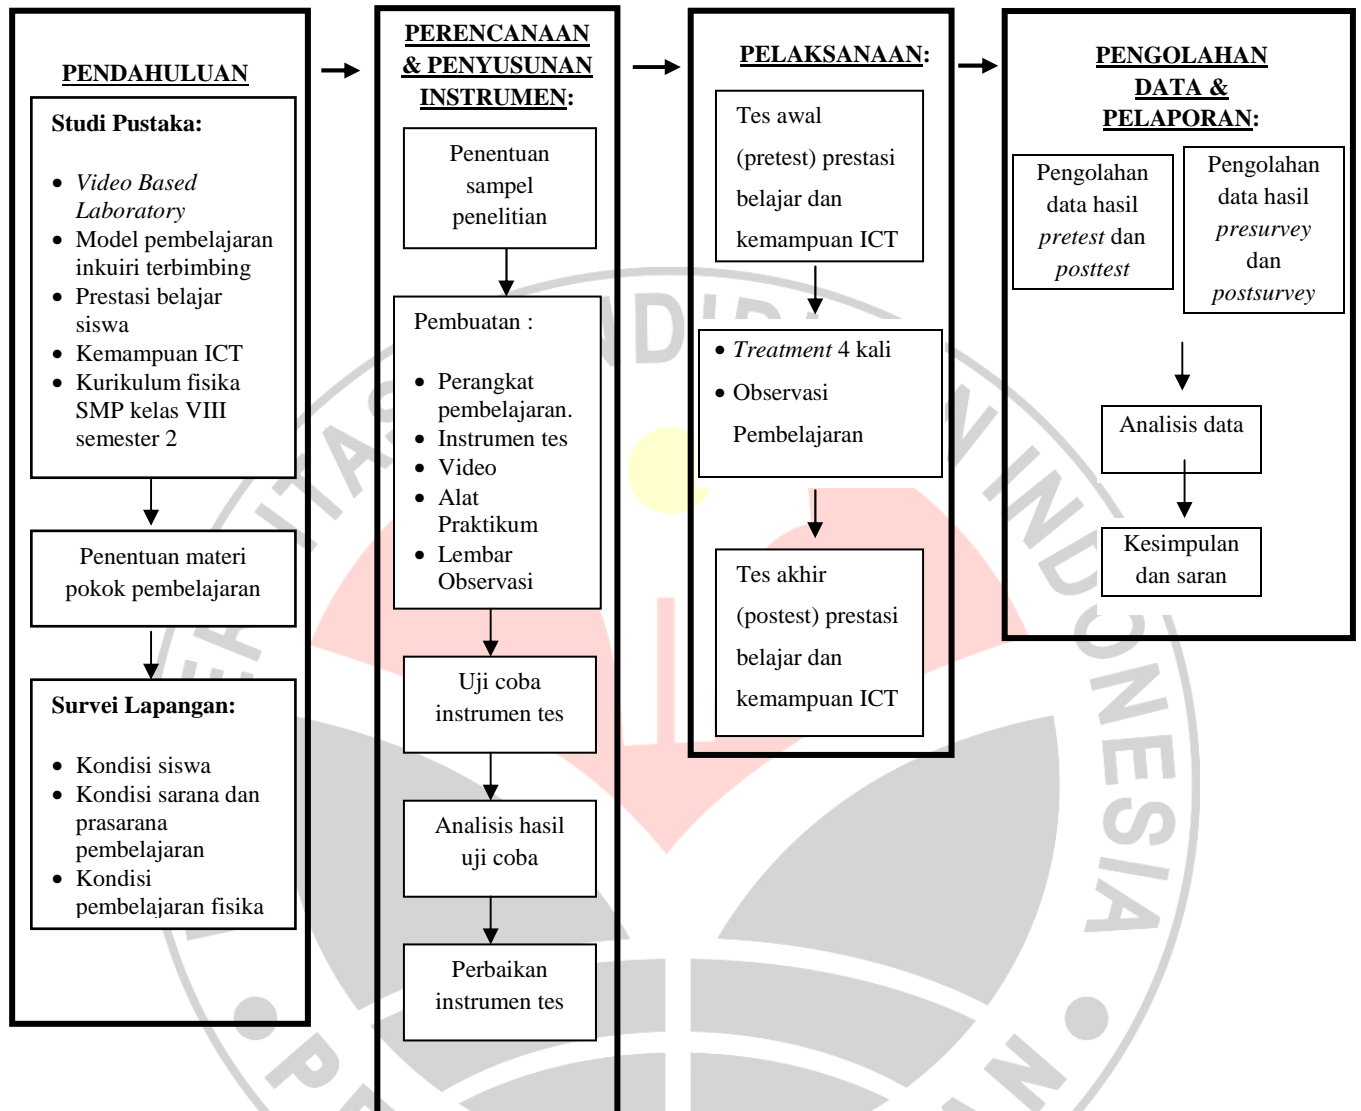 PENDAHULUAN
Studi Pustaka:
• Video Based
Laboratory
• Model pembelajaran
inkuiri terbimbing
• Prestasi belajar
siswa
• Kemampuan ICT
• Kurikulum fisika
SMP kelas VIII
semester 2
Penentuan materi
pokok pembelajaran
Survei Lapangan:
• Kondisi siswa
• Kondisi sarana dan
prasarana
pembelajaran
• Kondisi
pembelajaran fisika
PERENCANAAN
& PENYUSUNAN
INSTRUMEN:
Penentuan
sampel
penelitian
Pembuatan :
• Perangkat
pembelajaran.
• Instrumen tes
• Video
• Alat
Praktikum
• Lembar
Observasi
Uji coba
instrumen tes
Analisis hasil
uji coba
Perbaikan
instrumen tes
PELAKSANAAN:
Tes awal
(pretest) prestasi
belajar dan
kemampuan ICT
• Treatment 4 kali
• Observasi
Pembelajaran
Tes akhir
(postest) prestasi
belajar dan
kemampuan ICT
PENGOLAHAN
DATA &
PELAPORAN:
Pengolahan
data hasil
pretest dan
posttest
Pengolahan
data hasil
presurvey
dan
postsurvey
Analisis data
Kesimpulan
dan saran
INDONESIA